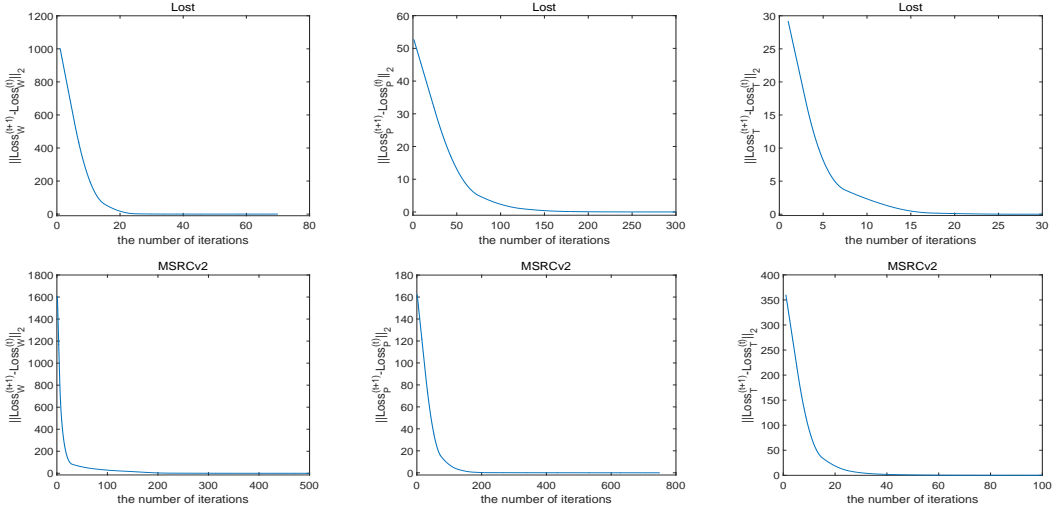 Lost
||Loss_W^(t+1)-Loss_W^(t)||_2
1200
1000
800
600
400
200
0
0 20 40 60 80
the number of iterations
Lost
||Loss_P^(t+1)-Loss_P^(t)||_2
60
50
40
30
20
10
0
0 50 100 150 200 250 300
the number of iterations
Lost
||Loss_T^(t+1)-Loss_T^(t)||_2
30
25
20
15
10
5
0
0 5 10 15 20 25 30
the number of iterations
MSRCv2
||Loss_W^(t+1)-Loss_W^(t)||_2
1800
1600
1400
1200
1000
800
600
400
200
0
0 100 200 300 400 500
the number of iterations
MSRCv2
||Loss_P^(t+1)-Loss_P^(t)||_2
180
160
140
120
100
80
60
40
20
0
0 200 400 600 800
the number of iterations
MSRCv2
||Loss_T^(t+1)-Loss_T^(t)||_2
400
350
300
250
200
150
100
50
0
0 20 40 60 80 100
the number of iterations